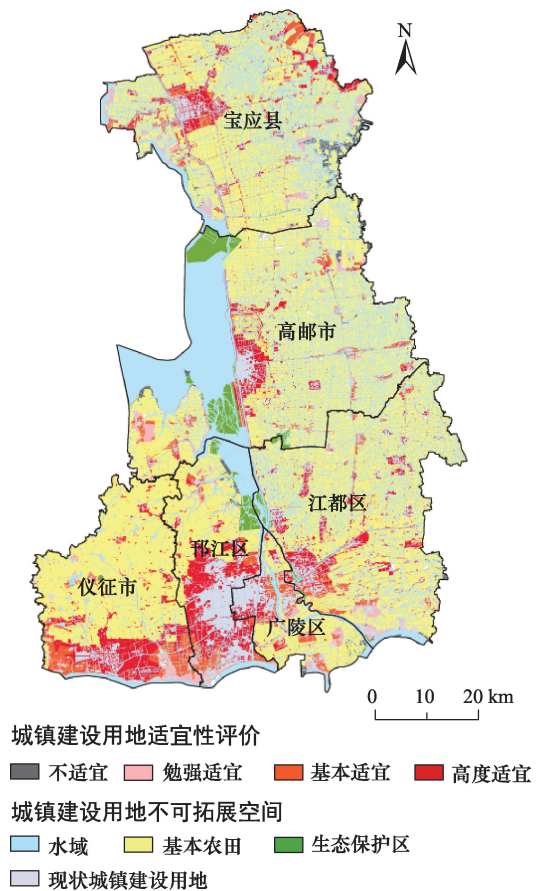 N
宝应县
高邮市
江都区
邗江区
仪征市
广陵区
0 10 20 km
城镇建设用地适宜性评价
不适宜 勉强适宜 基本适宜 高度适宜
城镇建设用地不可拓展空间
水域 基本农田 生态保护区
现状城镇建设用地